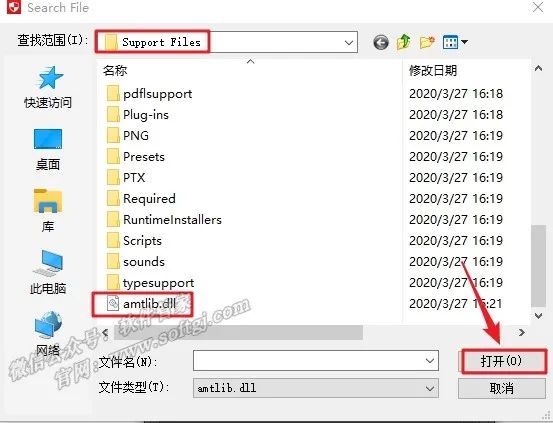 Search File
查找范围(I):
Support Files
名称
修改日期
快速访问
桌面
库
此电脑
网络
pdflsupport 2020/3/27 16:18
Plug-ins 2020/3/27 16:18
PNG 2020/3/27 16:19
Presets 2020/3/27 16:19
PTX 2020/3/27 16:19
Required 2020/3/27 16:19
RuntimeInstallers 2020/3/27 16:19
Scripts 2020/3/27 16:19
sounds 2020/3/27 16:19
typesupport 2020/3/27 16:19
amtlib.dll 2020/3/27 16:21
文件名(N):
打开(O)
文件类型(T):
amtlib.dll
取消
微信公众号：软件管家
官网：www.softgj.com